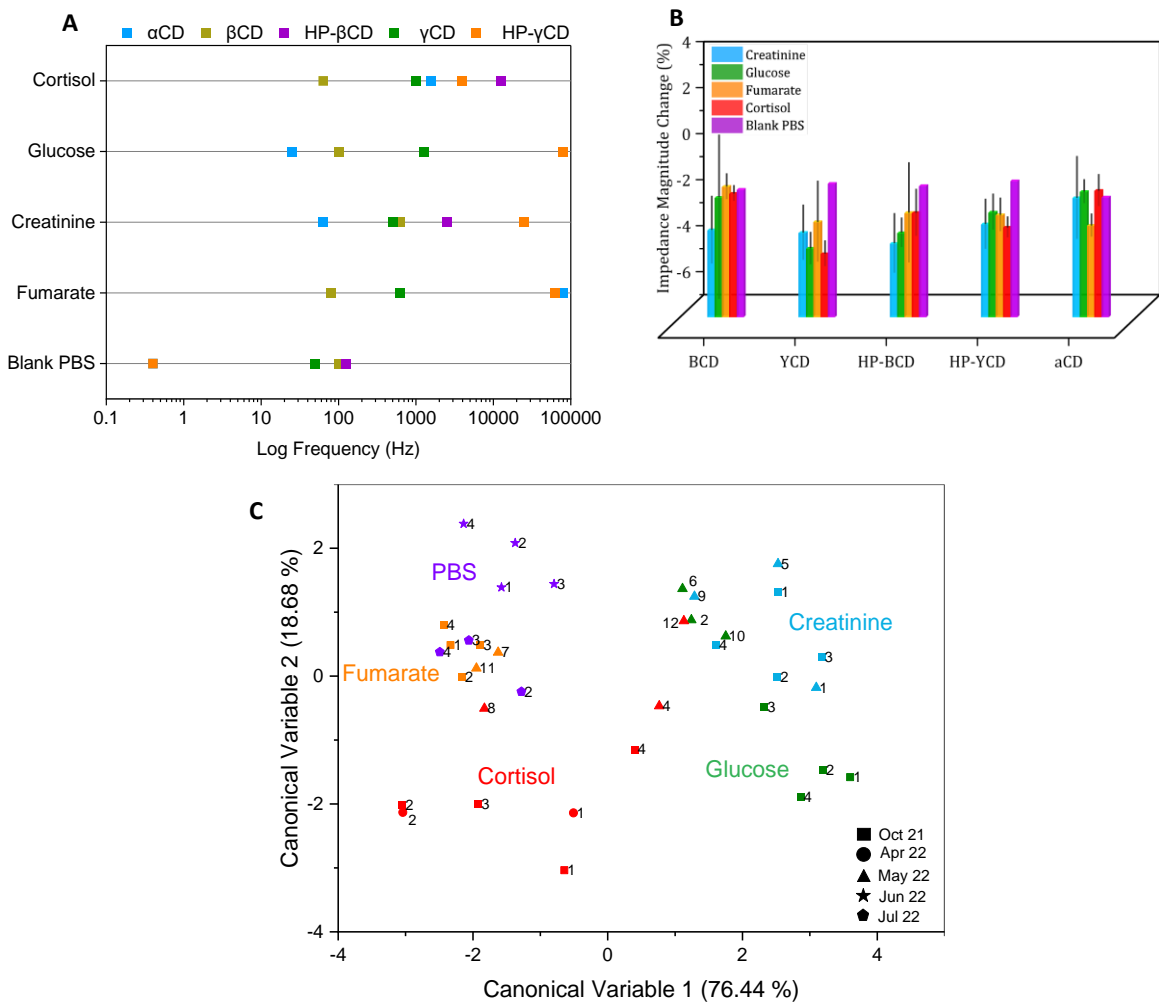 A
αCD βCD HP-βCD γCD HP-γCD
Cortisol
Glucose
Creatinine
Fumarate
Blank PBS
0.1 1 10 100 1000 10000 100000
Log Frequency (Hz)
B
Impedance Magnitude Change (%)
4
2
0
-2
-4
-6
Creatinine
Glucose
Fumarate
Cortisol
Blank PBS
BCD YCD HP-BCD HP-YCD aCD
C
Canonical Variable 2 (18.68 %)
2
0
-2
-4
4
2
1
3
PBS
6
9
5
1
12
2
10
Creatinine
4
3
4
1
3
3
7
4
11
2
2
1
Fumarate
2
8
4
3
4
Cortisol
Glucose
2
1
4
2
2
3
1
1
Oct 21
Apr 22
May 22
Jun 22
Jul 22
-4 -2 0 2 4
Canonical Variable 1 (76.44 %)